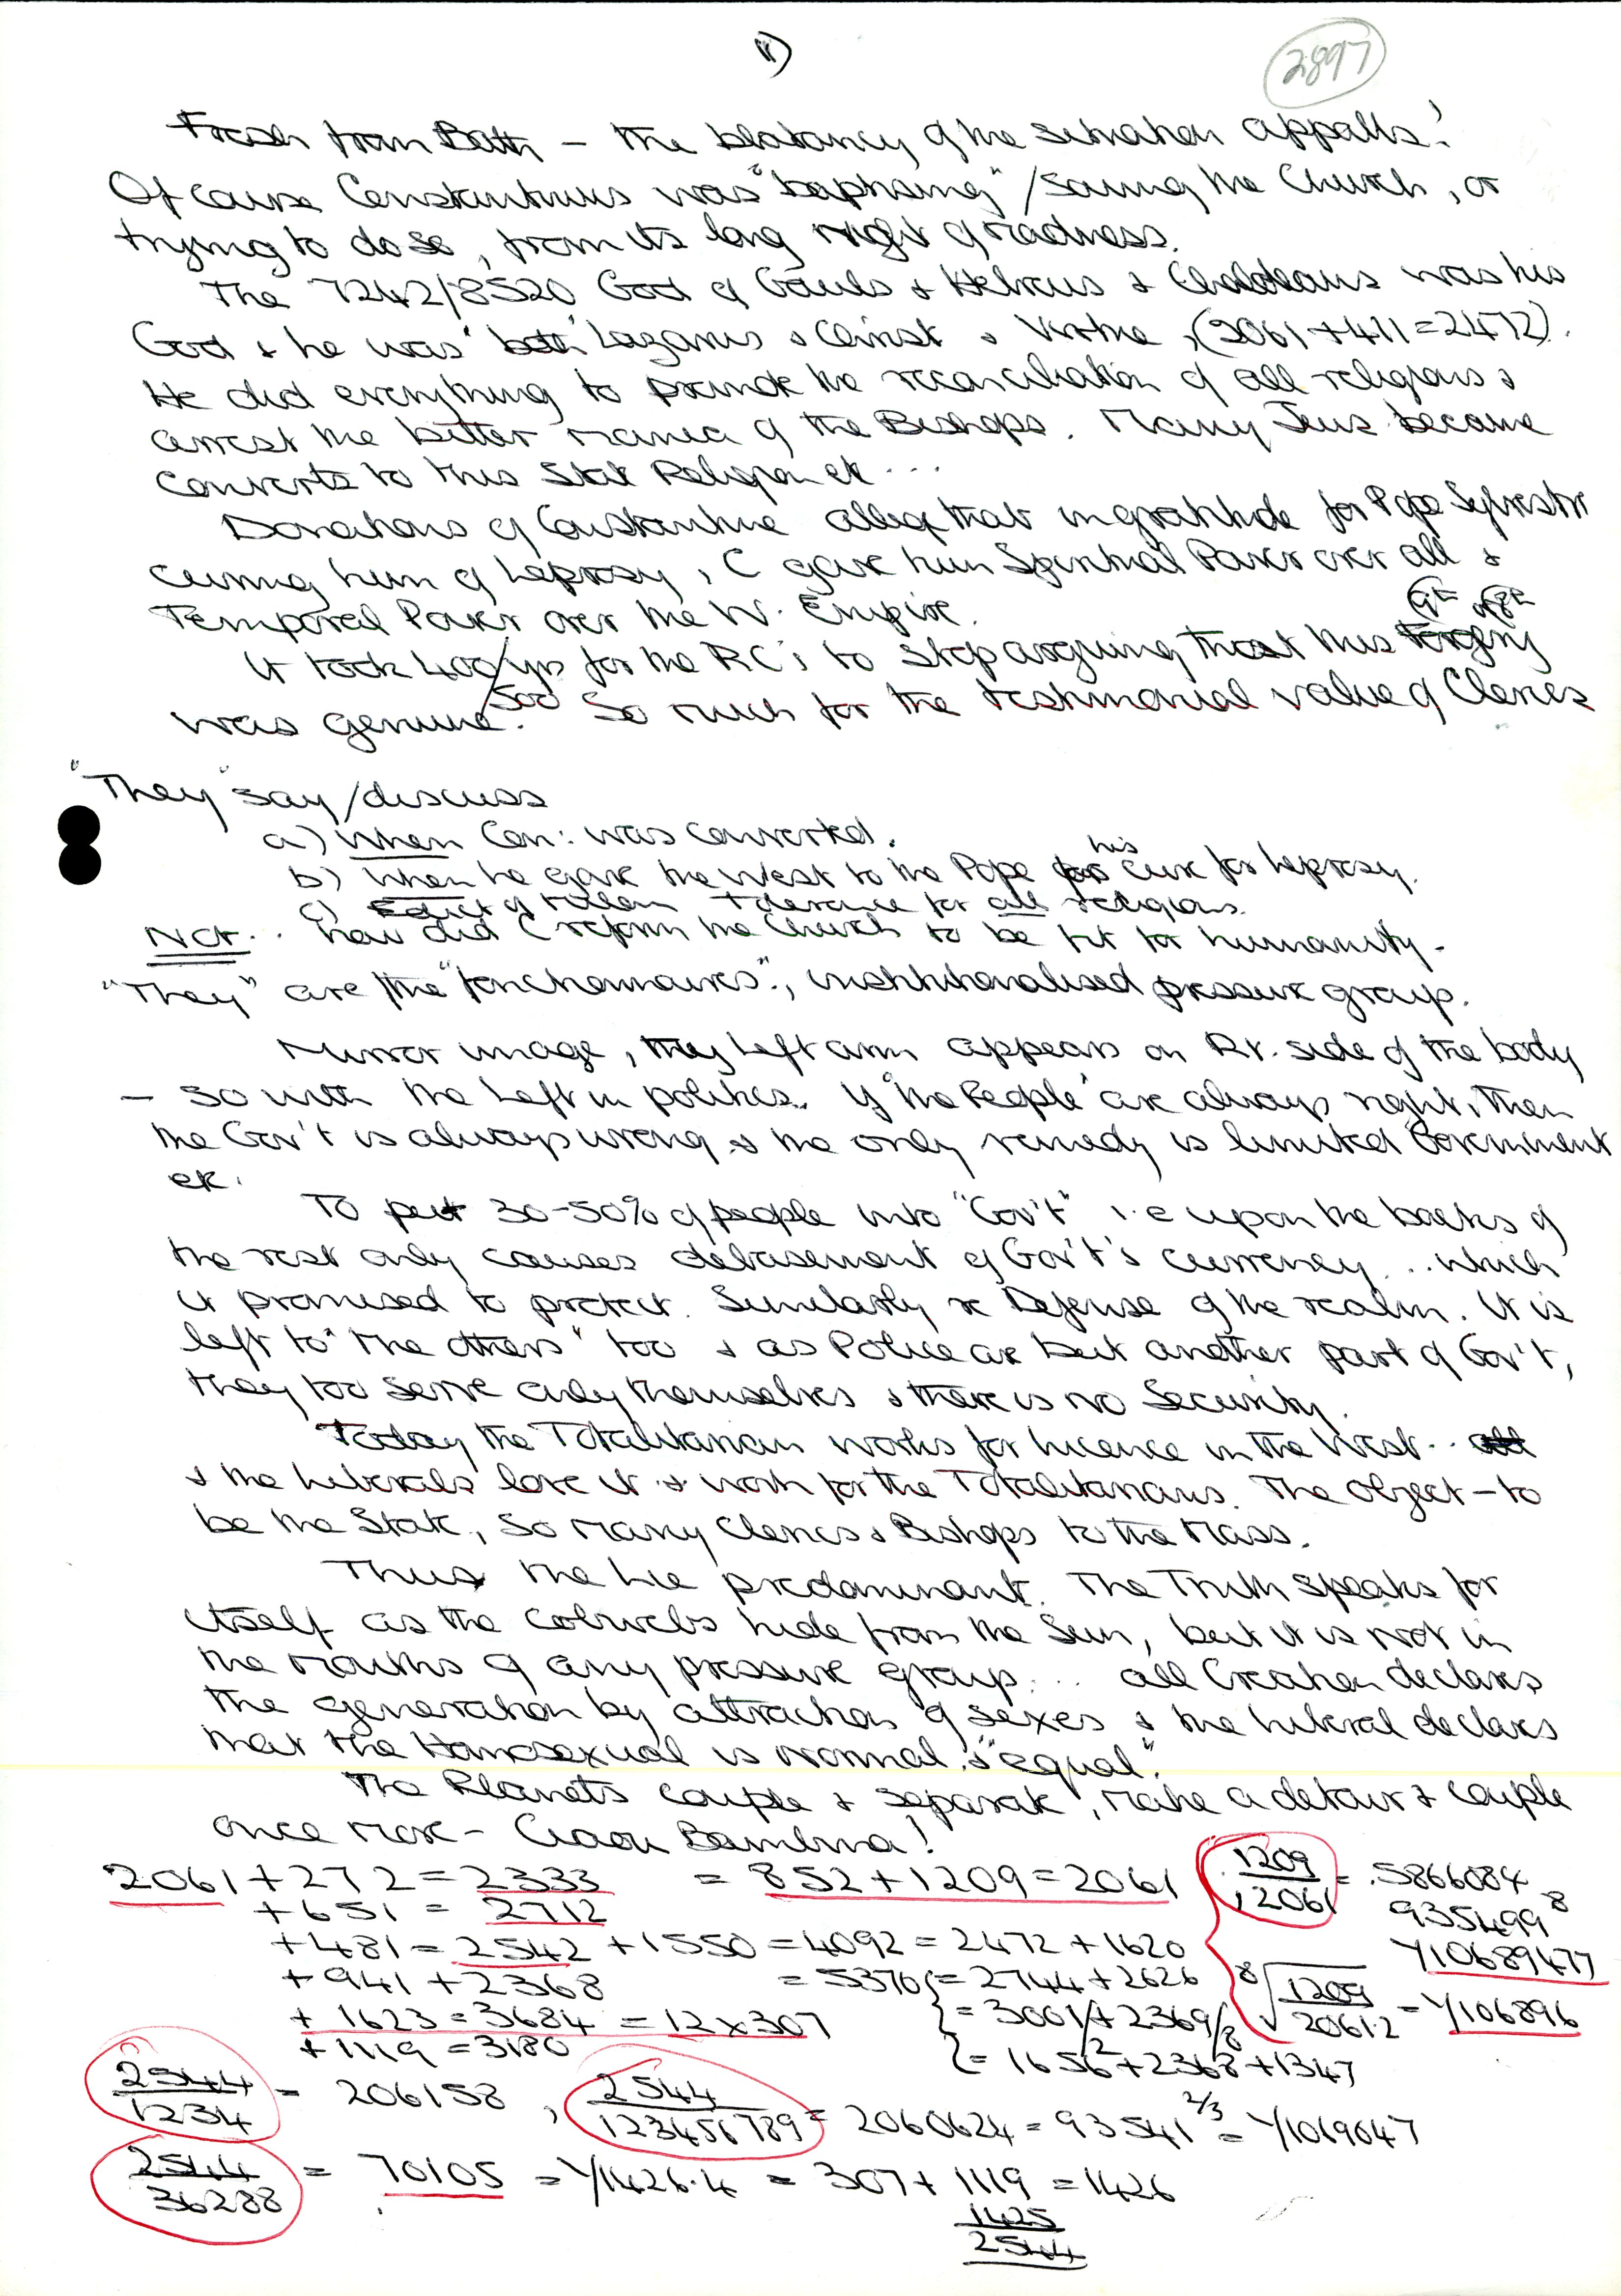 11)
2897
Fresh from Bath – the blatancy of the situation appalls!
Of course Constantinus was "baptising"/saving the Church, or
trying to do so, from its long night of madness.
The 7242/8520 God of Gauls & Hebrews & Chaldeans was his
God & he was "both" Lazarus & Christ & Virtue, (2061+411=2472).
He did everything to provide the reconciliation of all religions &
arrest the bitter mania of the Bishops. Many Jews became
converts to this State Religion etc...
Donations of Constantine allege that in gratitude for Pope Sylvester
curing him of Leprosy, C gave him Spiritual Power over all &
Temporal Power over the W. Empire.
9th or 8th
It took 400/500 yrs for the RC's to stop arguing that this forgery
was genuine. So much for the testimonial value of Clerics
"They" say/discuss
a) When Con: was converted.
b) When he gave the West to the Pope for his cure for leprosy.
c) Edict of Milan Tolerance for all religions.
Not.. how did C reform the Church to be fit for humanity.
"They" are the "fonctionnaires", institutionalised pressure group.
Mirror image, the Left arm appears on Rt. side of the body
– so with the Left in politics. If "the People" are always right, then
the Gov't is always wrong & the only remedy is limited Government
etc.
To put 30-50% of people into "Gov't" i.e upon the backs of
the rest only causes debasement of Gov't's currency... which
it promised to protect. Similarly re Defense of the realm. It is
left to "the others" too & as Police are but another part of Gov't,
they too serve only themselves & there is no Security.
Today the Totalitarian works for licence in the West..
& the Liberals love it & work for the Totalitarians. The object – to
be the State, so many Clerics & Bishops to the Mass.
Thus the Lie predominant. The Truth speaks for
itself as the cobwebs hide from the Sun, but it is not in
the mouths of any pressure group... all Creation declares
the generation by attraction of sexes & the liberal declares
that the Homosexual is normal & "equal".
The Planets couple & separate, make a detour & couple
once more – Ciaou Bambina!
2061+272=2333 = 852+1209=2061 1209/12061 = .5866084
+651 = 2712 9354998
+481=2542 +1550=4092=2472+1620 1/10689477
+941+2368 =5370 =2744+2626 8√1209/2061.2 = 1/106896
+1623=3684=12x307 =3001/2+2369/8
+1119=3180 =1656+2368+1347
2544/1234 = 206158, 2544/123456789 = 2060624=93541 2/3 = 1/1069047
2544/36288 = 70105 = 1/1426.4 = 307+1119=1426
1425
2544